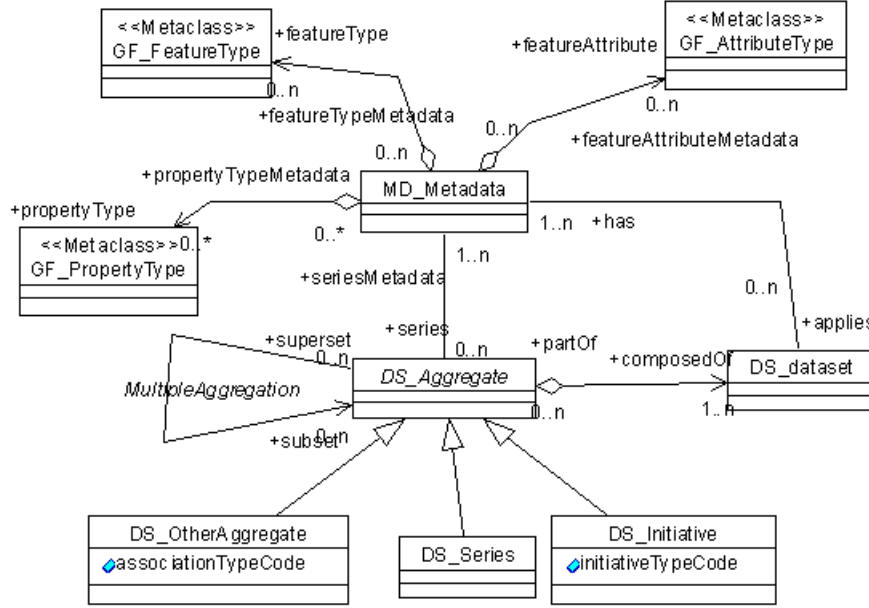 <<Metaclass>>
GF_FeatureType
+featureType
0..n
+featureTypeMetadata
0..n
<<Metaclass>>
GF_AttributeType
+featureAttribute
0..n
0..n
+featureAttributeMetadata
+propertyTypeMetadata
MD_Metadata
+propertyType
0..*
0..*
<<Metaclass>>
GF_PropertyType
1..n
+has
1..n
+seriesMetadata
0..n
+applies
+series
0..n
+superset
0..n
MultipleAggregation
+subset
0..n
DS_Aggregate
+partOf
0..n
+composedOf
1..n
DS_dataset
DS_OtherAggregate
associationTypeCode
DS_Series
DS_Initiative
initiativeTypeCode